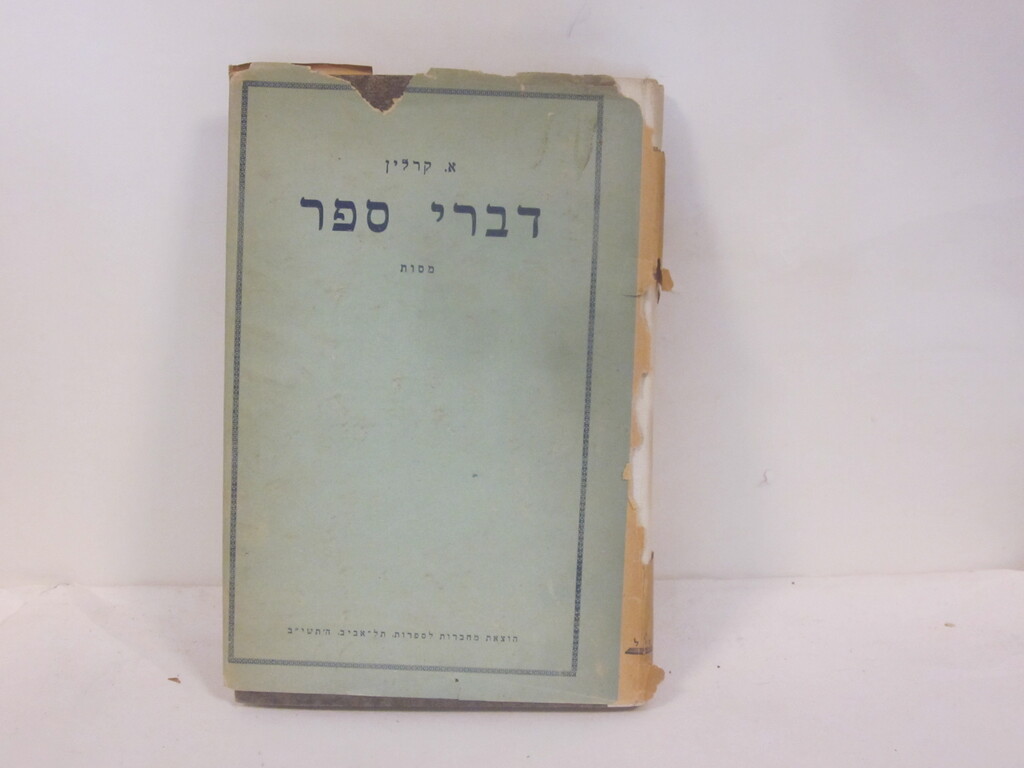 א. קרלין
דברי ספר
מסות
הוצאת מחברות לספרות תל־אביב התשי״ב